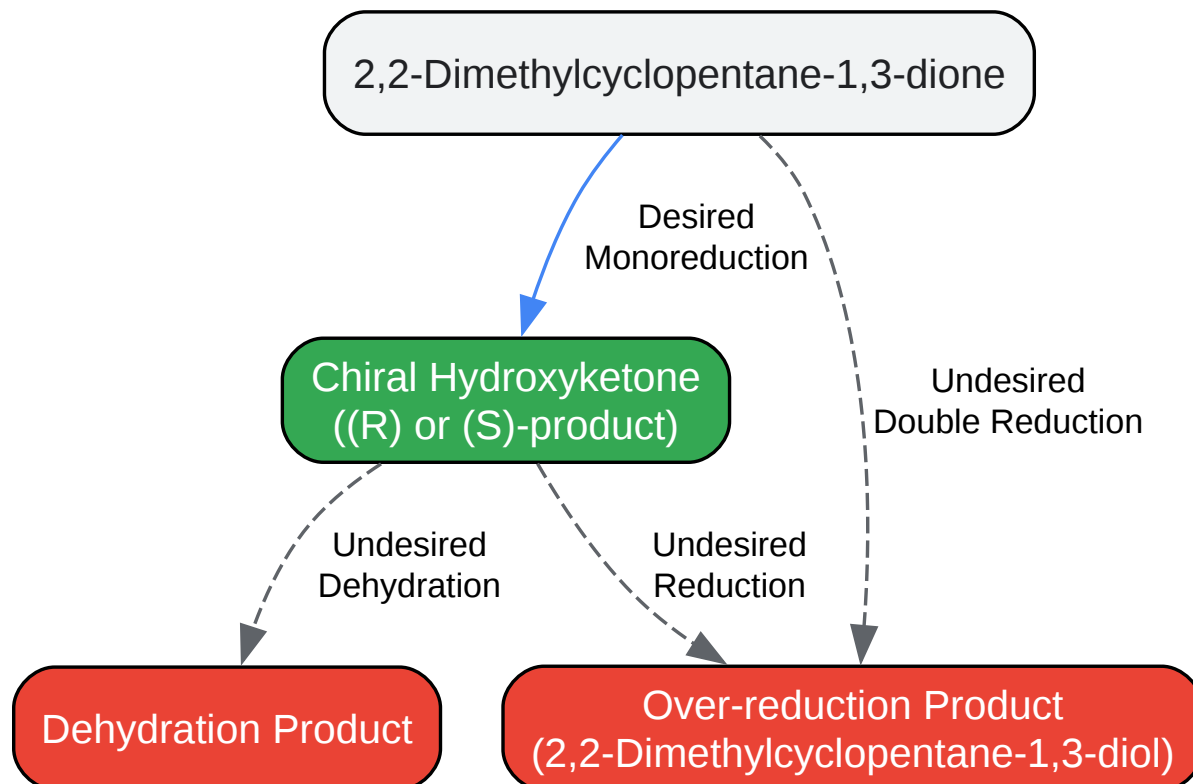 2,2-Dimethylcyclopentane-1,3-dione
Desired
Monoreduction
Chiral Hydroxyketone
((R) or (S)-product)
Undesired
Double Reduction
Undesired
Dehydration
Undesired
Reduction
Dehydration Product
Over-reduction Product
(2,2-Dimethylcyclopentane-1,3-diol)